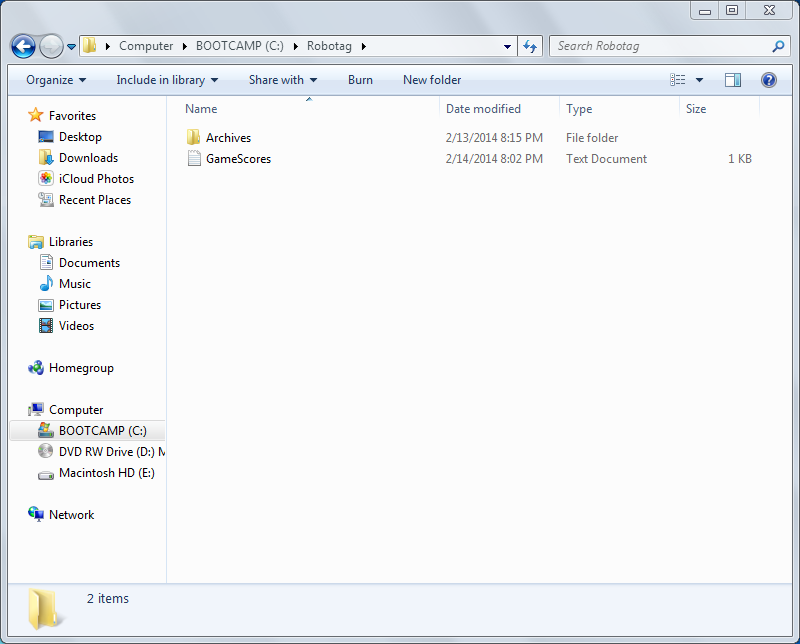 Computer BOOTCAMP (C:) Robotag Search Robotag
Organize Include in library Share with Burn New folder
Name Date modified Type Size
Archives 2/13/2014 8:15 PM File folder
GameScores 2/14/2014 8:02 PM Text Document 1 KB
Favorites
Desktop
Downloads
iCloud Photos
Recent Places
Libraries
Documents
Music
Pictures
Videos
Homegroup
Computer
BOOTCAMP (C:)
DVD RW Drive (D:) M
Macintosh HD (E:)
Network
2 items